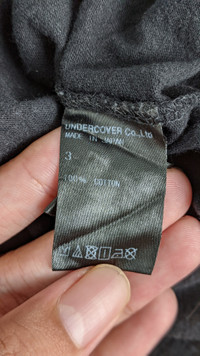 UNDERCOVER Co.,Ltd
MADE IN JAPAN
3
100% COTTON